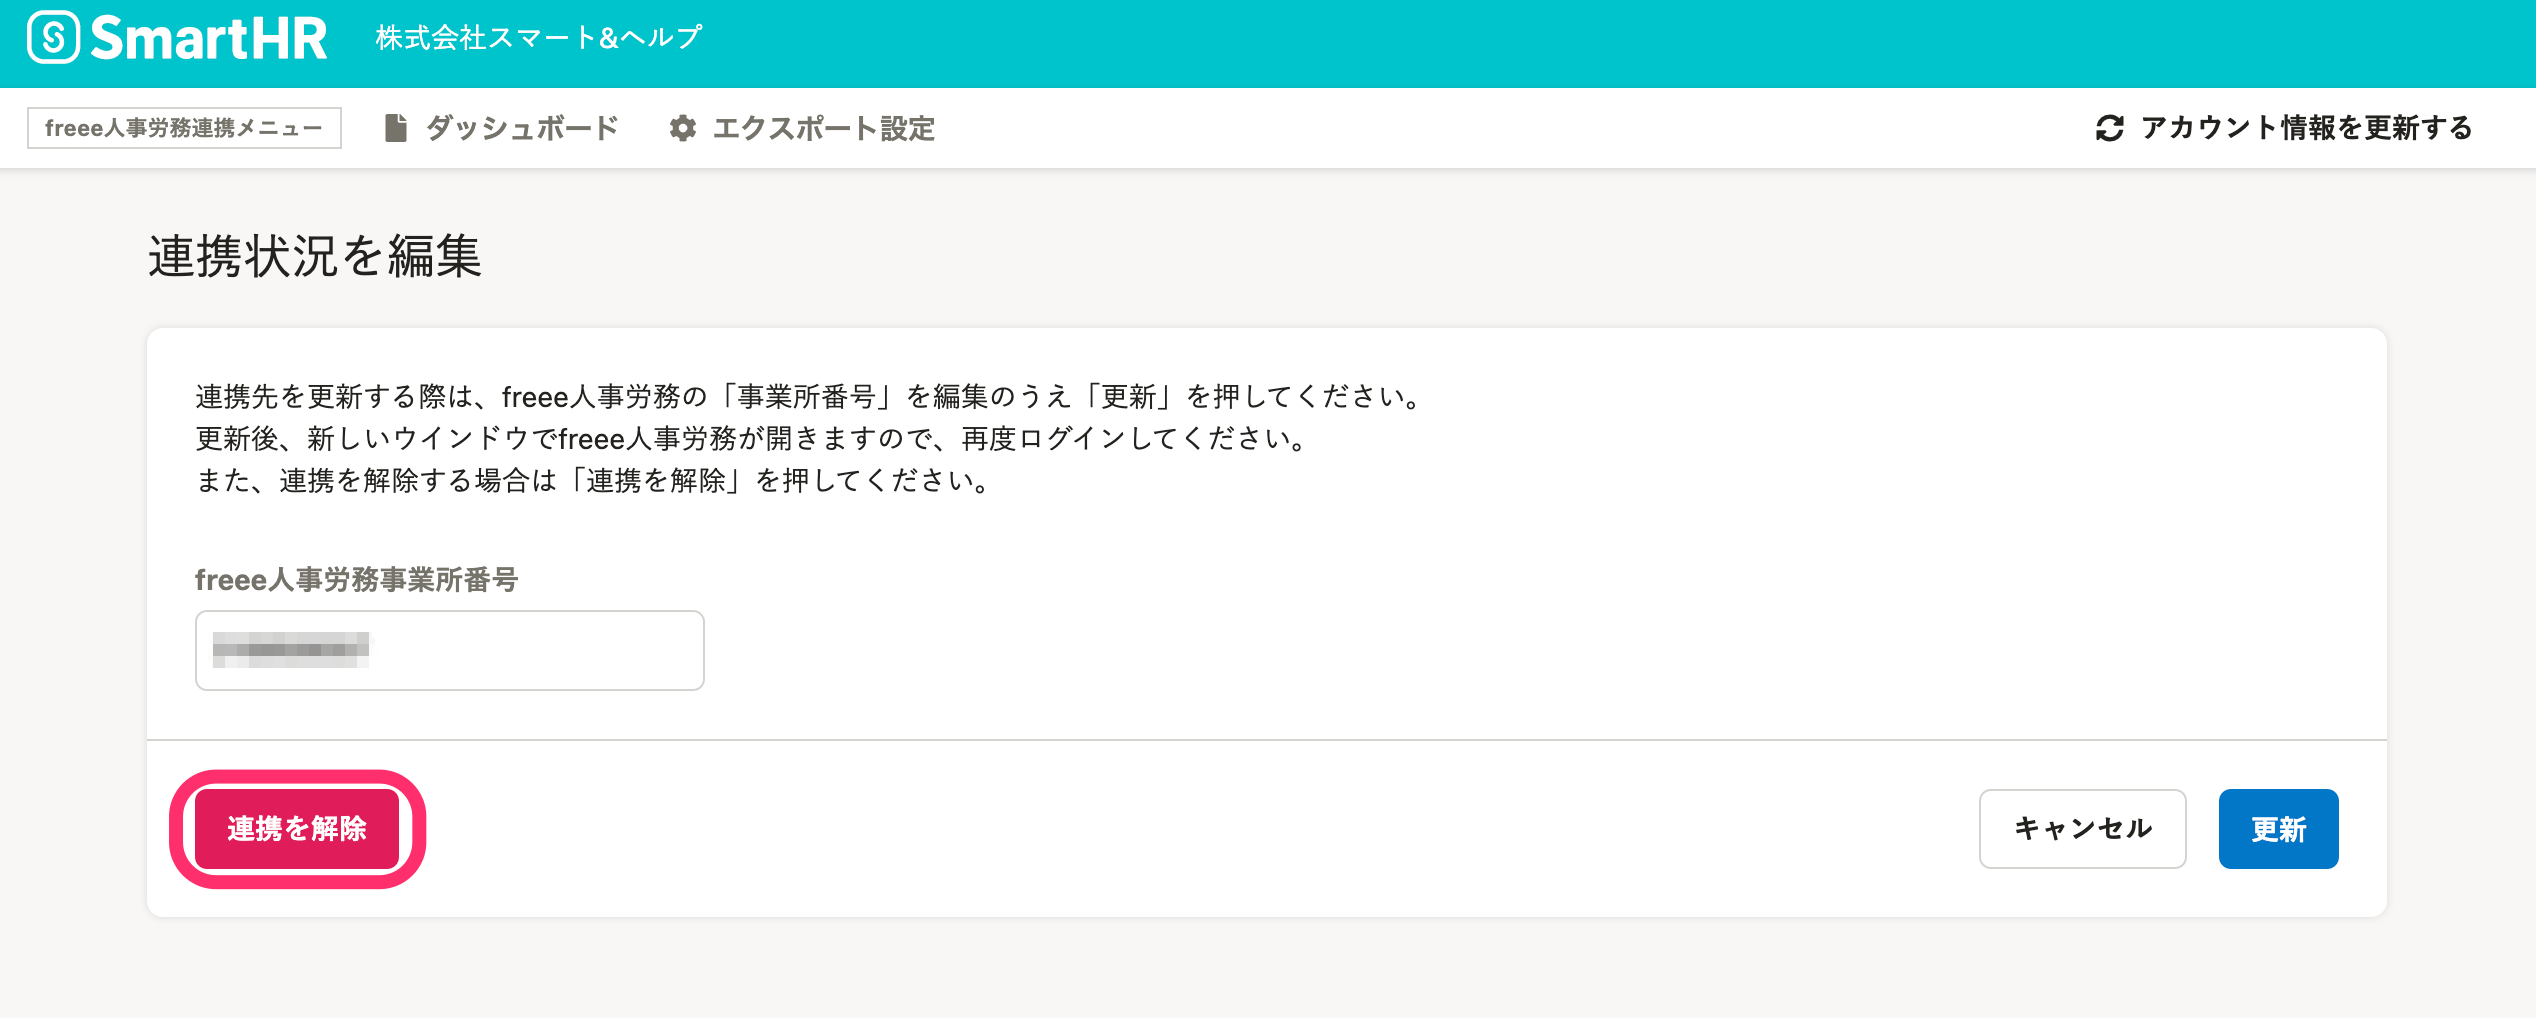 SmartHR 株式会社スマート&ヘルプ
freee人事労務連携メニュー ダッシュボード エクスポート設定 アカウント情報を更新する
連携状況を編集
連携先を更新する際は、freee人事労務の「事業所番号」を編集のうえ「更新」を押してください。
更新後、新しいウインドウでfreee人事労務が開きますので、再度ログインしてください。
また、連携を解除する場合は「連携を解除」を押してください。
freee人事労務事業所番号
連携を解除 キャンセル 更新